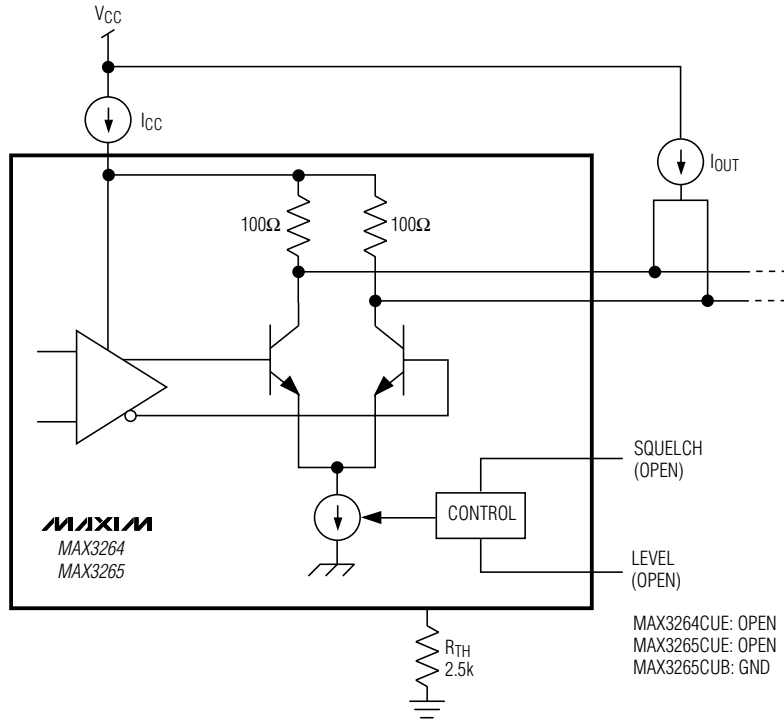 VCC
ICC
IOUT
100Ω
100Ω
SQUELCH
(OPEN)
CONTROL
MAXIM
MAX3264
MAX3265
LEVEL
(OPEN)
RTH
2.5k
MAX3264CUE: OPEN
MAX3265CUE: OPEN
MAX3265CUB: GND